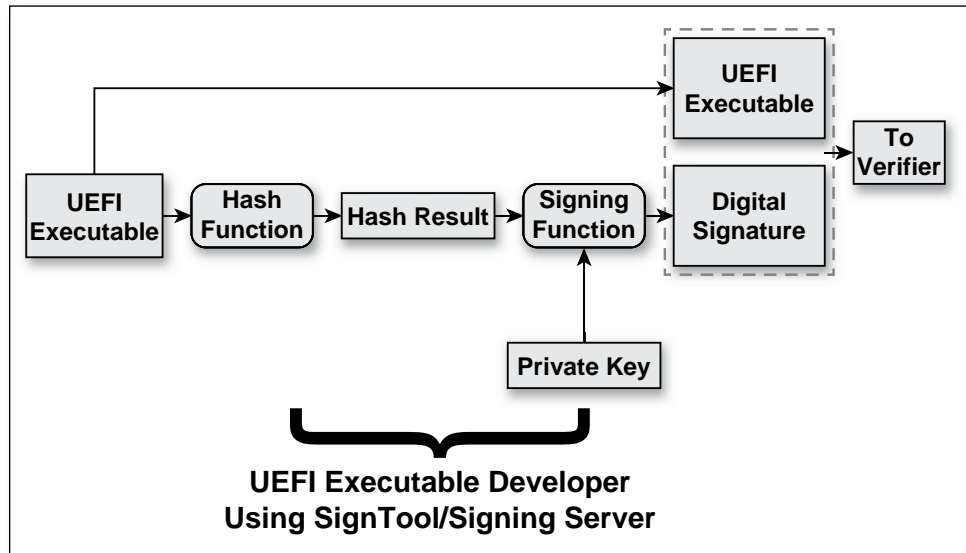 UEFI
Executable
To
Verifier
UEFI
Executable
Hash
Function
Hash Result
Signing
Function
Digital
Signature
Private Key
UEFI Executable Developer
Using SignTool/Signing Server